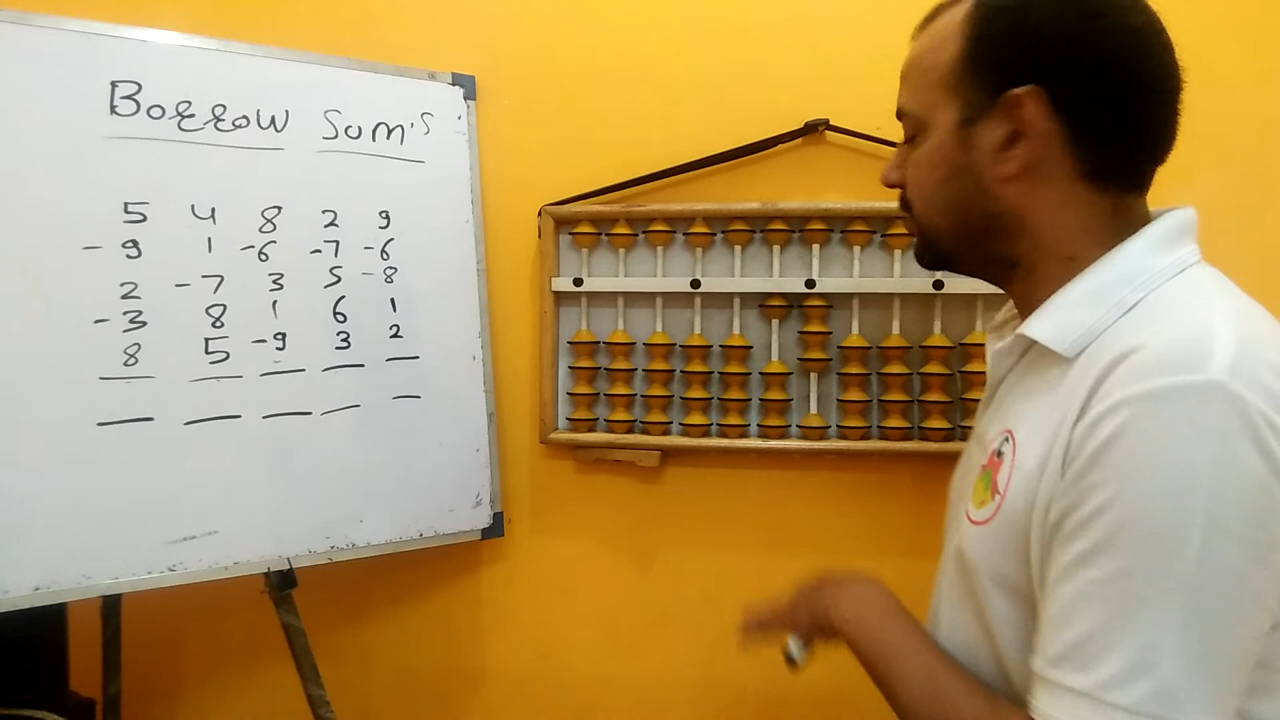 Borrow Sum's
5 4 8 2 9
-9 1 -6 -7 -6
2 -7 3 5 -8
-3 8 1 6 1
8 5 -9 3 2